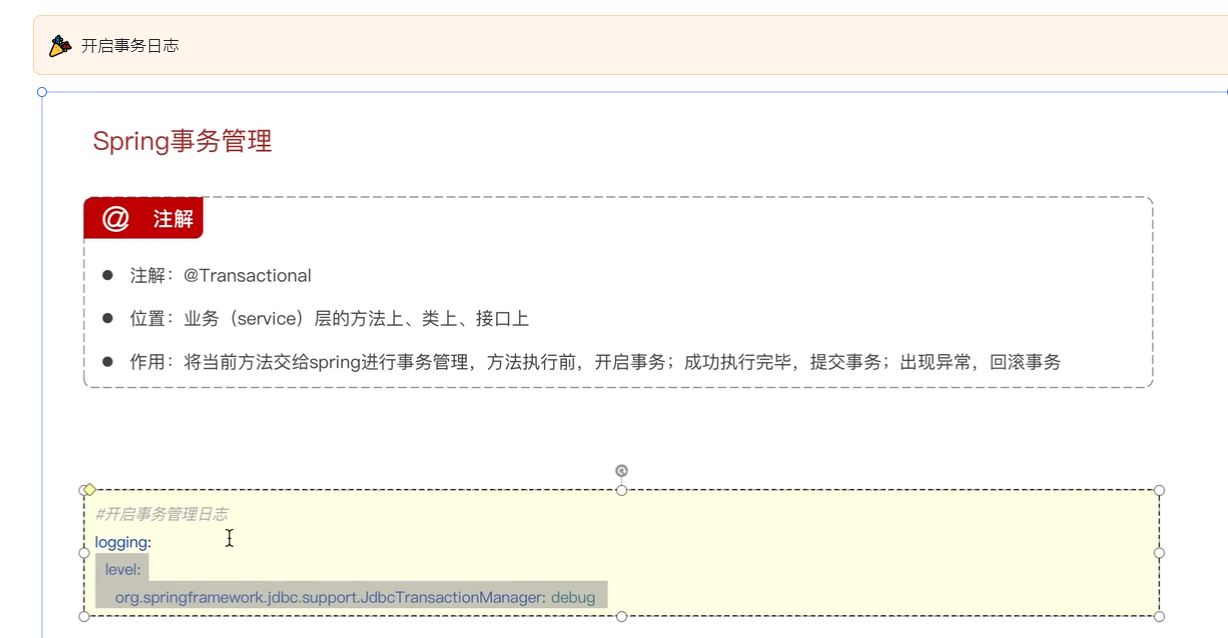 开启事务日志
Spring事务管理
@ 注解
● 注解：@Transactional
● 位置：业务（service）层的方法上、类上、接口上
● 作用：将当前方法交给spring进行事务管理，方法执行前，开启事务；成功执行完毕，提交事务；出现异常，回滚事务
#开启事务管理日志
logging:
level:
org.springframework.jdbc.support.JdbcTransactionManager: debug